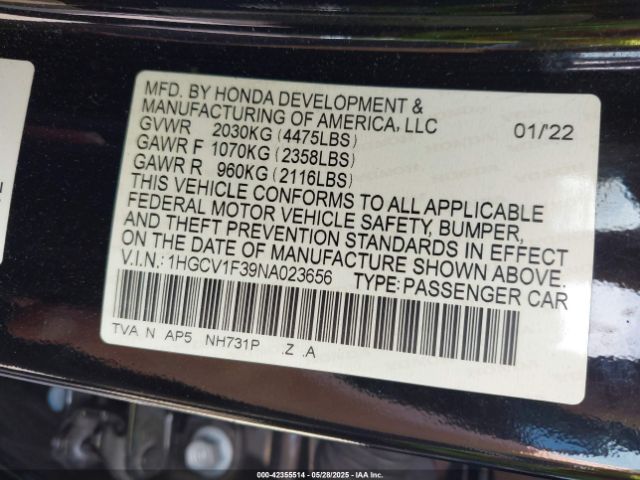 MFD. BY HONDA DEVELOPMENT &
MANUFACTURING OF AMERICA, LLC 01/'22
GVWR 2030KG (4475LBS)
GAWR F 1070KG (2358LBS)
GAWR R 960KG (2116LBS)
THIS VEHICLE CONFORMS TO ALL APPLICABLE
FEDERAL MOTOR VEHICLE SAFETY, BUMPER,
AND THEFT PREVENTION STANDARDS IN EFFECT
ON THE DATE OF MANUFACTURE SHOWN ABOVE.
V.I.N.: 1HGCV1F39NA023656 TYPE: PASSENGER CAR
TVA N AP5 NH731P .Z .A
000-42355514 | 05/28/2025 - IAA Inc.